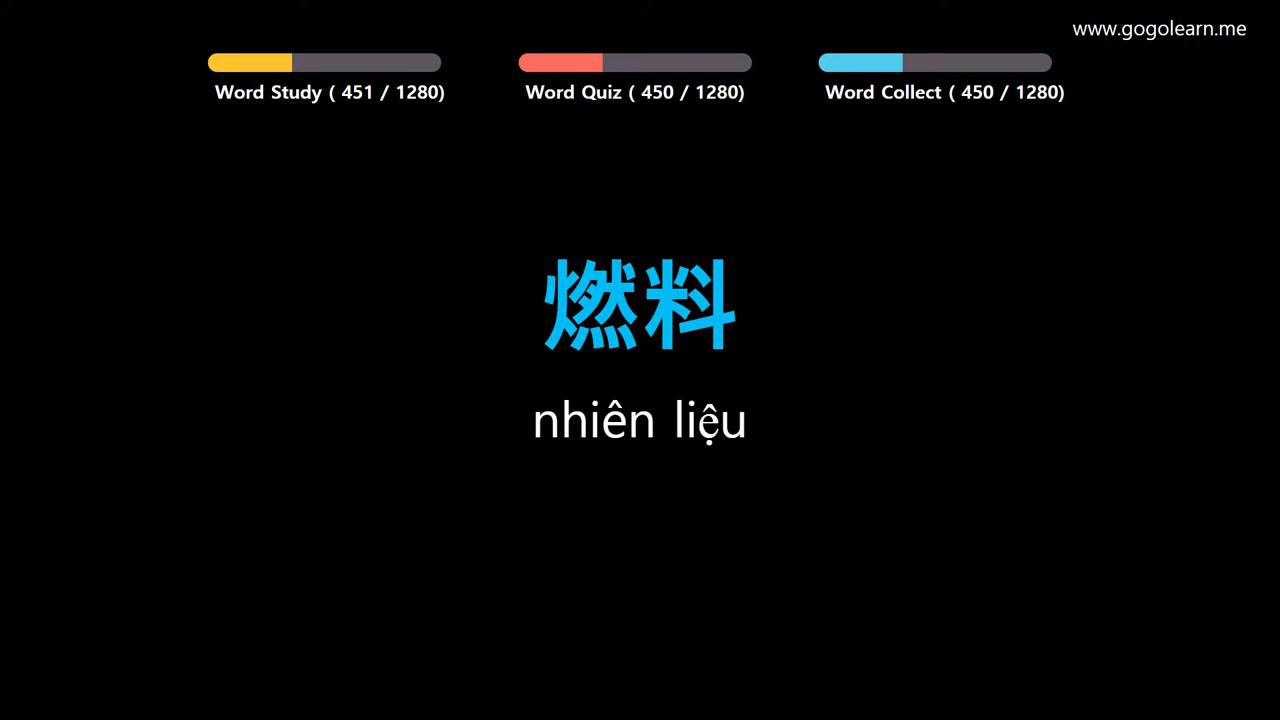 www.gogolearn.me
Word Study ( 451 / 1280)
Word Quiz ( 450 / 1280)
Word Collect ( 450 / 1280)
燃料
nhiên liệu